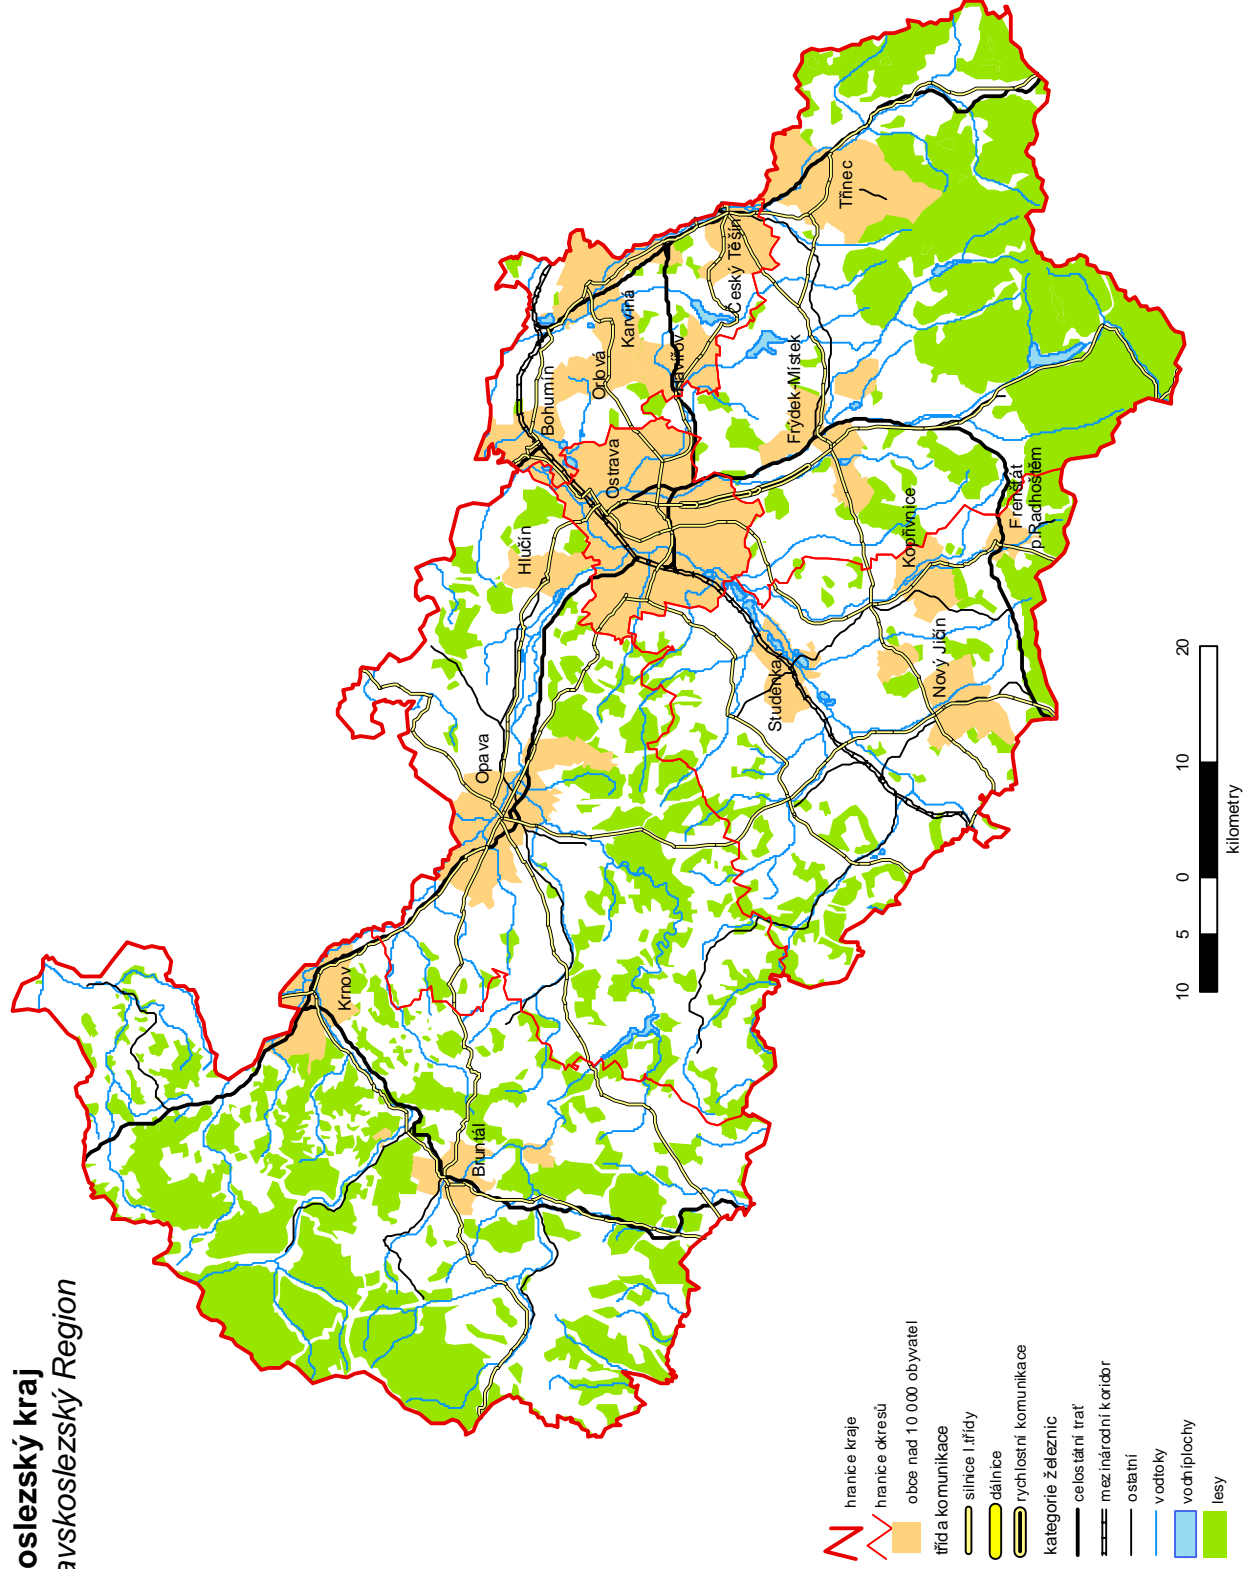 oslezský kraj
avskoslezský Region
Krnov
Bruntál
Opava
Hlučín
Bohumín
Orlová
Karviná
Havířov
Český Těšín
Ostrava
Třinec
Frýdek-Místek
Studénka
Kopřivnice
Nový Jičín
Frenštát
p.Radhoštěm
hranice kraje
hranice okresů
obce nad 10 000 obyvatel
třída komunikace
silnice I.třídy
dálnice
rychlostní komunikace
kategorie železnic
celostátní trať
mezinárodní koridor
ostatní
vodtoky
vodníplochy
lesy
10 5 0 10 20
kilometry